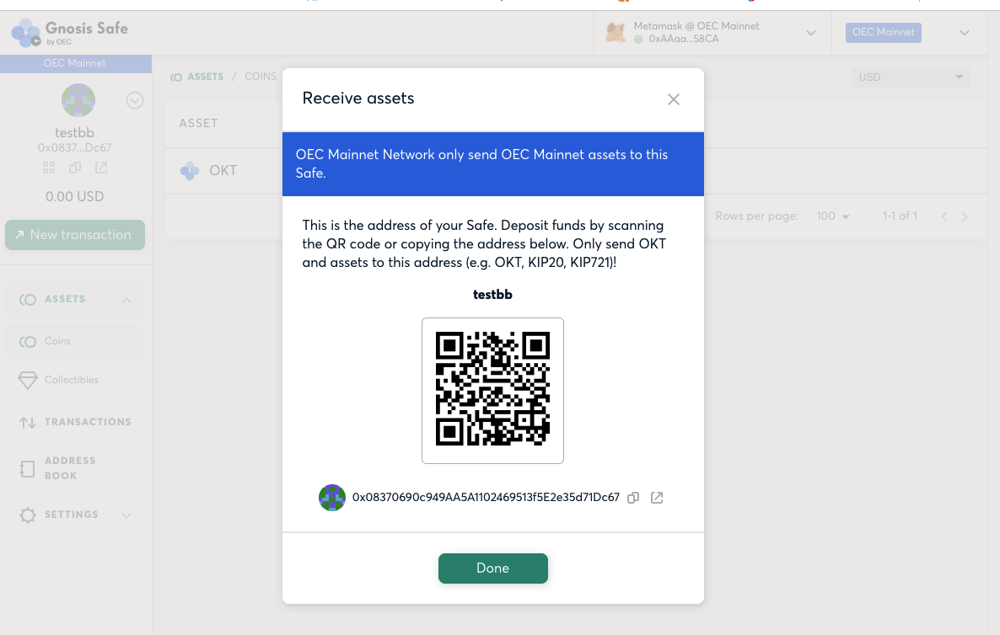 Gnosis Safe
by OEC
Metamask @ OEC Mainnet
0xAAaa...58CA
OEC Mainnet
OEC Mainnet
testbb
0x0837...Dc67
0.00 USD
New transaction
ASSETS
Coins
Collectibles
TRANSACTIONS
ADDRESS
BOOK
SETTINGS
ASSETS / COINS
USD
ASSET
OKT
Rows per page: 100 1-1 of 1
Receive assets
OEC Mainnet Network only send OEC Mainnet assets to this
Safe.
This is the address of your Safe. Deposit funds by scanning
the QR code or copying the address below. Only send OKT
and assets to this address (e.g. OKT, KIP20, KIP721)!
testbb
0x08370690c949AA5A1102469513f5E2e35d71Dc67
Done